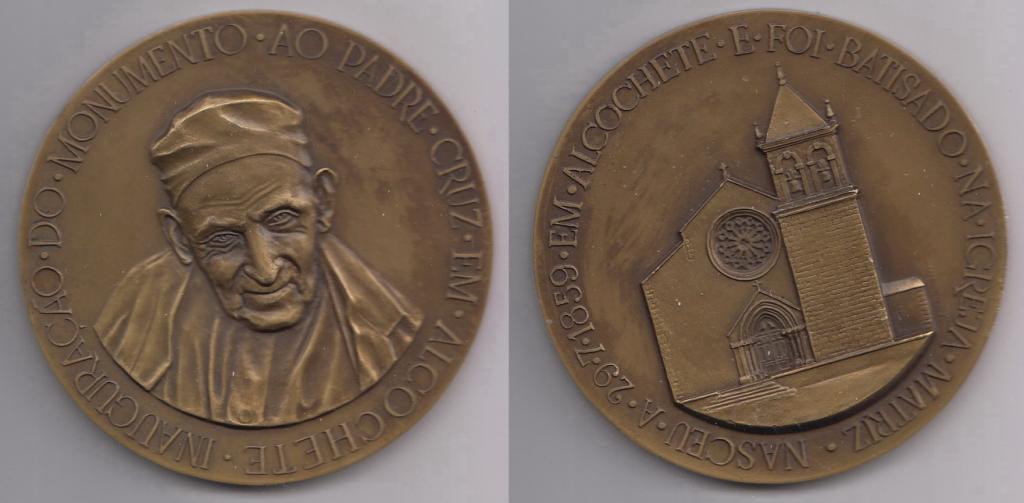 INAUGURAÇÃO · DO · MONUMENTO · AO PADRE · CRUZ · EM · ALCOCHETE ·
NASCEU · A · 29 · 7 · 1859 · EM · ALCOCHETE · E · FOI · BATISADO · NA · IGREJA · MATRIZ ·